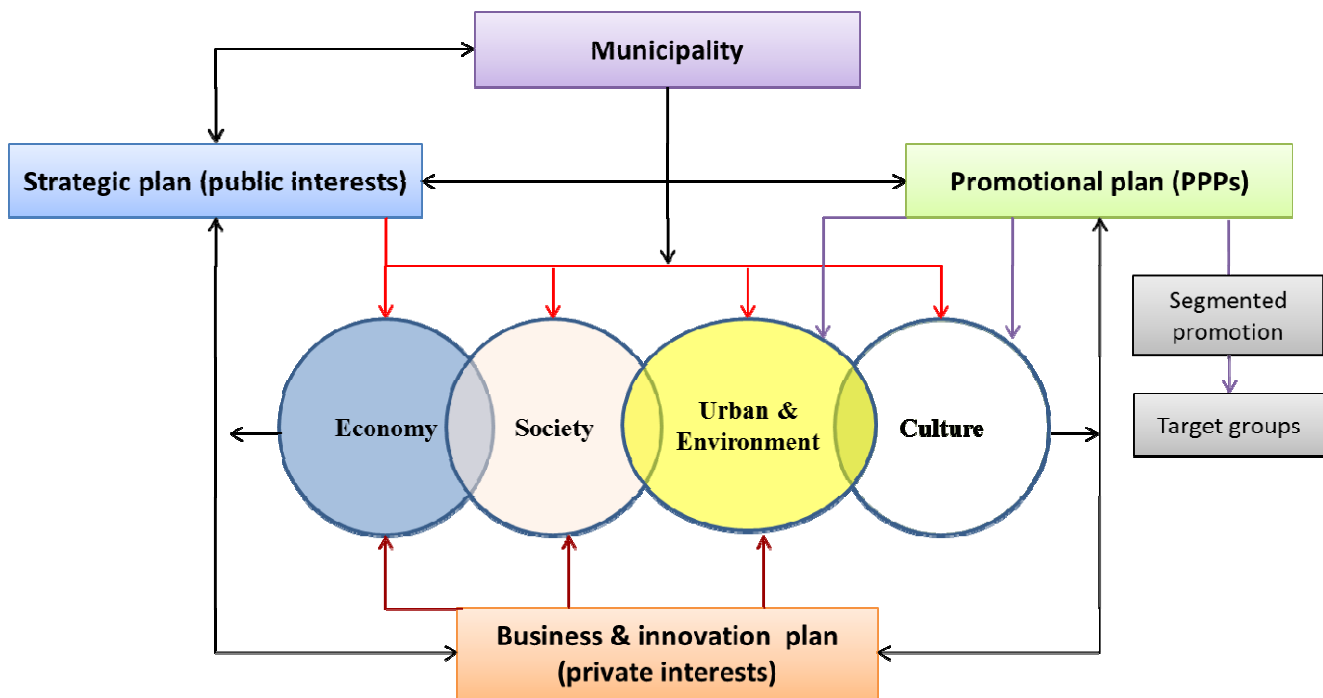 Municipality
Strategic plan (public interests)
Promotional plan (PPPs)
Segmented
promotion
Target groups
Economy
Society
Urban &
Environment
Culture
Business & innovation plan
(private interests)